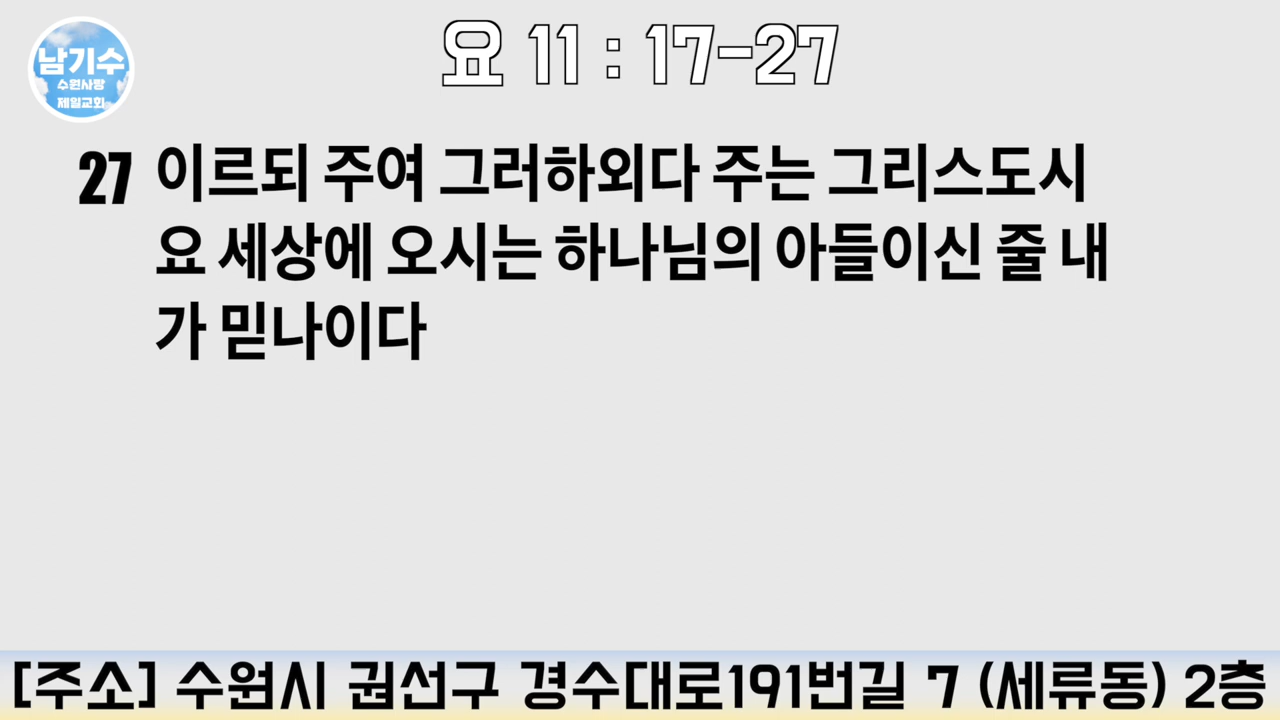 남기수
수원사랑
제일교회
요 11 : 17-27
27 이르되 주여 그러하외다 주는 그리스도시
요 세상에 오시는 하나님의 아들이신 줄 내
가 믿나이다
[주소] 수원시 권선구 경수대로191번길 7 (세류동) 2층